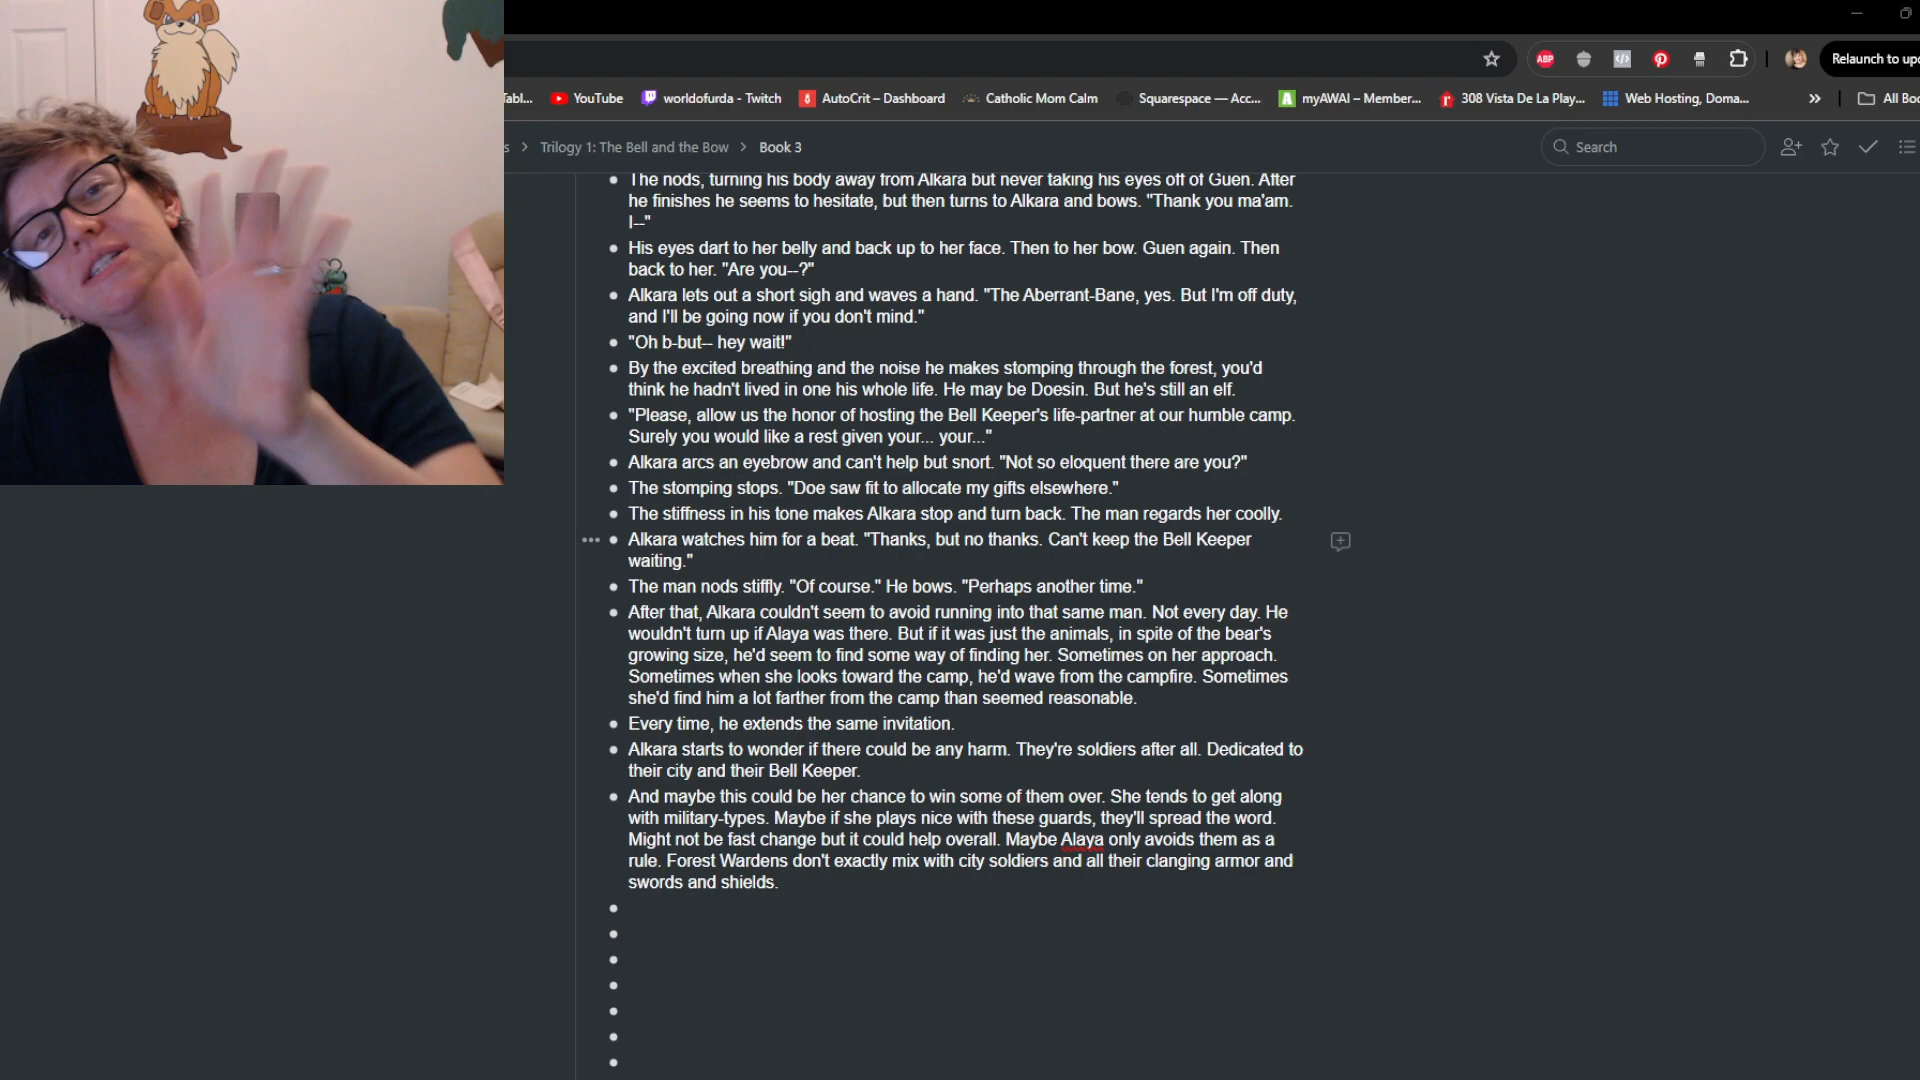 ABP
Relaunch to upd
Tabl...
YouTube
worldofurda - Twitch
AutoCrit – Dashboard
Catholic Mom Calm
Squarespace — Acc...
myAWAI – Member...
308 Vista De La Play...
Web Hosting, Doma...
»
All Boo
s > Trilogy 1: The Bell and the Bow > Book 3
Search
The nods, turning his body away from Alkara but never taking his eyes off of Guen. After
he finishes he seems to hesitate, but then turns to Alkara and bows. "Thank you ma'am.
I--"
His eyes dart to her belly and back up to her face. Then to her bow. Guen again. Then
back to her. "Are you--?"
Alkara lets out a short sigh and waves a hand. "The Aberrant-Bane, yes. But I'm off duty,
and I'll be going now if you don't mind."
"Oh b-but-- hey wait!"
By the excited breathing and the noise he makes stomping through the forest, you'd
think he hadn't lived in one his whole life. He may be Doesin. But he's still an elf.
"Please, allow us the honor of hosting the Bell Keeper's life-partner at our humble camp.
Surely you would like a rest given your... your..."
Alkara arcs an eyebrow and can't help but snort. "Not so eloquent there are you?"
The stomping stops. "Doe saw fit to allocate my gifts elsewhere."
The stiffness in his tone makes Alkara stop and turn back. The man regards her coolly.
Alkara watches him for a beat. "Thanks, but no thanks. Can't keep the Bell Keeper
waiting."
The man nods stiffly. "Of course." He bows. "Perhaps another time."
After that, Alkara couldn't seem to avoid running into that same man. Not every day. He
wouldn't turn up if Alaya was there. But if it was just the animals, in spite of the bear's
growing size, he'd seem to find some way of finding her. Sometimes on her approach.
Sometimes when she looks toward the camp, he'd wave from the campfire. Sometimes
she'd find him a lot farther from the camp than seemed reasonable.
Every time, he extends the same invitation.
Alkara starts to wonder if there could be any harm. They're soldiers after all. Dedicated to
their city and their Bell Keeper.
And maybe this could be her chance to win some of them over. She tends to get along
with military-types. Maybe if she plays nice with these guards, they'll spread the word.
Might not be fast change but it could help overall. Maybe Alaya only avoids them as a
rule. Forest Wardens don't exactly mix with city soldiers and all their clanging armor and
swords and shields.